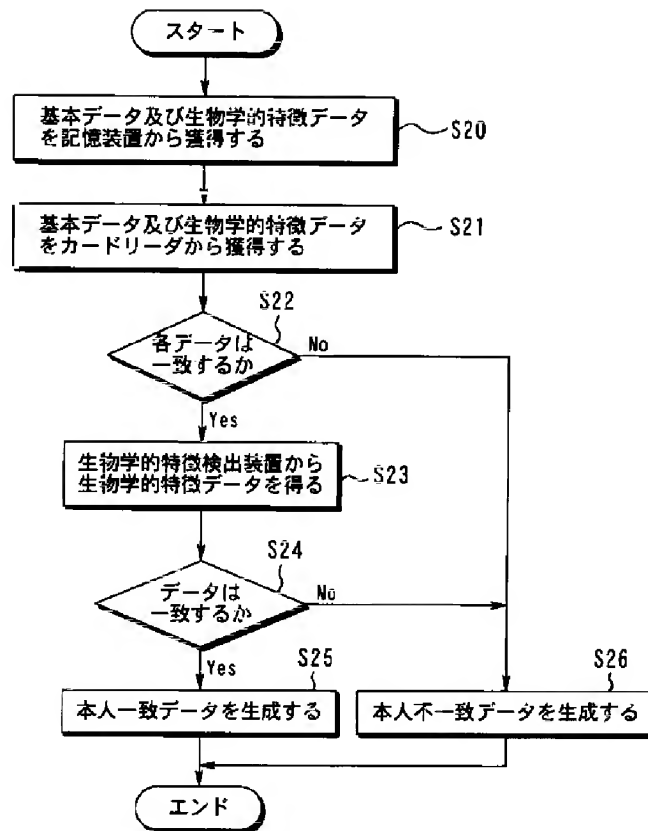 スタート
基本データ及び生物学的特徴データ
を記憶装置から獲得する
S20
基本データ及び生物学的特徴データ
をカードリーダから獲得する
S21
S22
各データは
一致するか
No
Yes
生物学的特徴検出装置から
生物学的特徴データを得る
S23
S24
データは
一致するか
No
Yes
S25
本人一致データを生成する
S26
本人不一致データを生成する
エンド